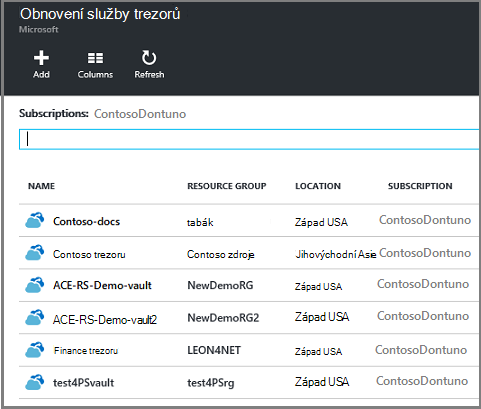 Obnovení služby trezorů
Microsoft
Add Columns Refresh
Subscriptions: ContosoDontuno
NAME RESOURCE GROUP LOCATION SUBSCRIPTION
Contoso-docs tabák Západ USA ContosoDontuno
Contoso trezoru Contoso zdroje Jihovýchodní Asie ContosoDontuno
ACE-RS-Demo-vault NewDemoRG Západ USA ContosoDontuno
ACE-RS-Demo-vault2 NewDemoRG2 Západ USA ContosoDontuno
Finance trezoru LEON4NET Západ USA ContosoDontuno
test4PSvault test4PSrg Západ USA ContosoDontuno